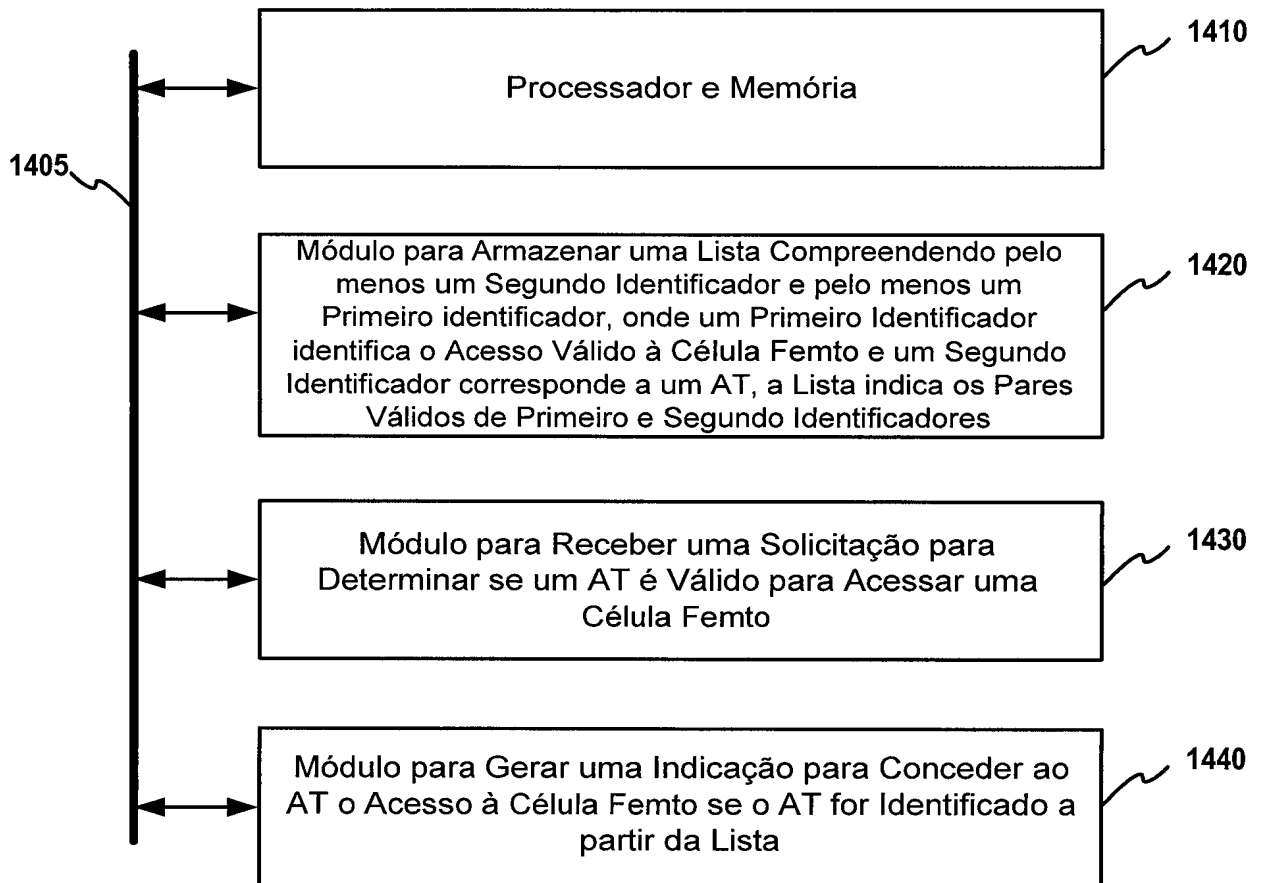 1410
Processador e Memória
1405
Módulo para Armazenar uma Lista Compreendendo pelo
menos um Segundo Identificador e pelo menos um
Primeiro identificador, onde um Primeiro Identificador
identifica o Acesso Válido à Célula Femto e um Segundo
Identificador corresponde a um AT, a Lista indica os Pares
Válidos de Primeiro e Segundo Identificadores
1420
Módulo para Receber uma Solicitação para
Determinar se um AT é Válido para Acessar uma
Célula Femto
1430
Módulo para Gerar uma Indicação para Conceder ao
AT o Acesso à Célula Femto se o AT for Identificado a
partir da Lista
1440